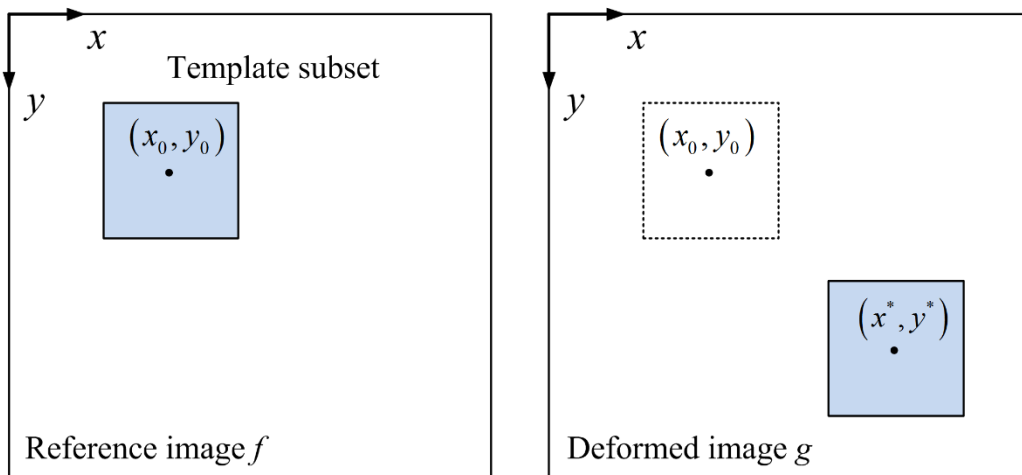 x
Template subset
y
(x₀, y₀)
Reference image f
x
y
(x₀, y₀)
(x*, y*)
Deformed image g